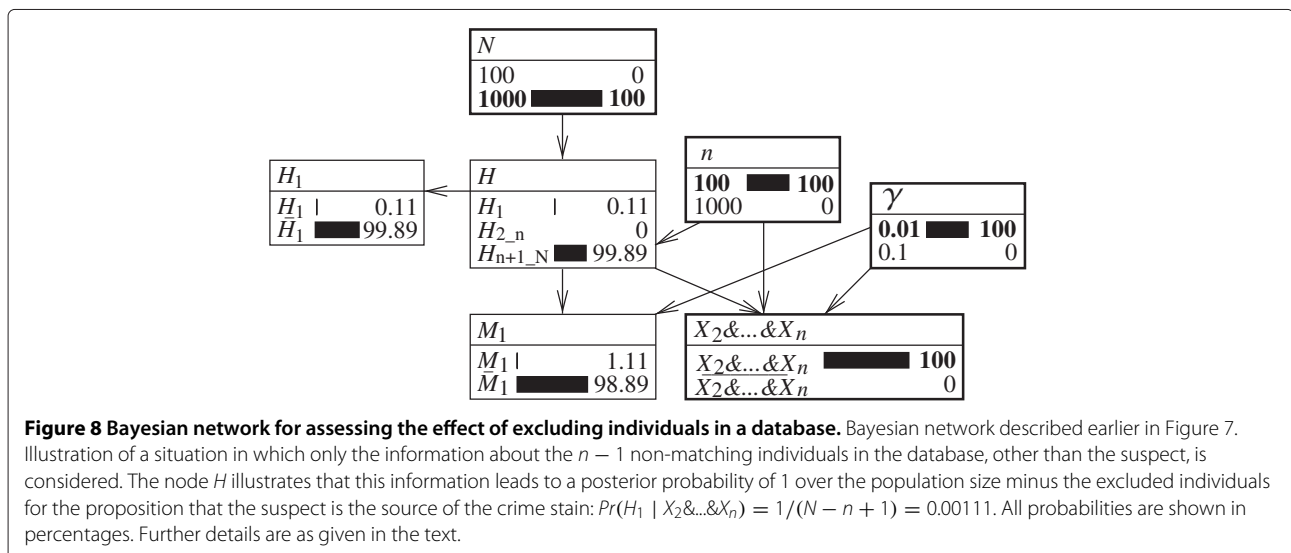 N
100 0
1000 100
n
100 100
1000 0
γ
0.01 100
0.1 0
H₁
H₁ 0.11
H̄₁ 99.89
H
H₁ 0.11
H₂_n 0
Hₙ₊₁_N 99.89
M₁
M₁ 1.11
M̄₁ 98.89
X₂&...&Xₙ
X₂&...&Xₙ 100
X̅₂̅&̅.̅.̅.̅&̅X̅ₙ̅ 0
Figure 8 Bayesian network for assessing the effect of excluding individuals in a database. Bayesian network described earlier in Figure 7.
Illustration of a situation in which only the information about the n − 1 non-matching individuals in the database, other than the suspect, is
considered. The node H illustrates that this information leads to a posterior probability of 1 over the population size minus the excluded individuals
for the proposition that the suspect is the source of the crime stain: Pr(H₁ | X₂&...&Xₙ) = 1/(N − n + 1) = 0.00111. All probabilities are shown in
percentages. Further details are as given in the text.